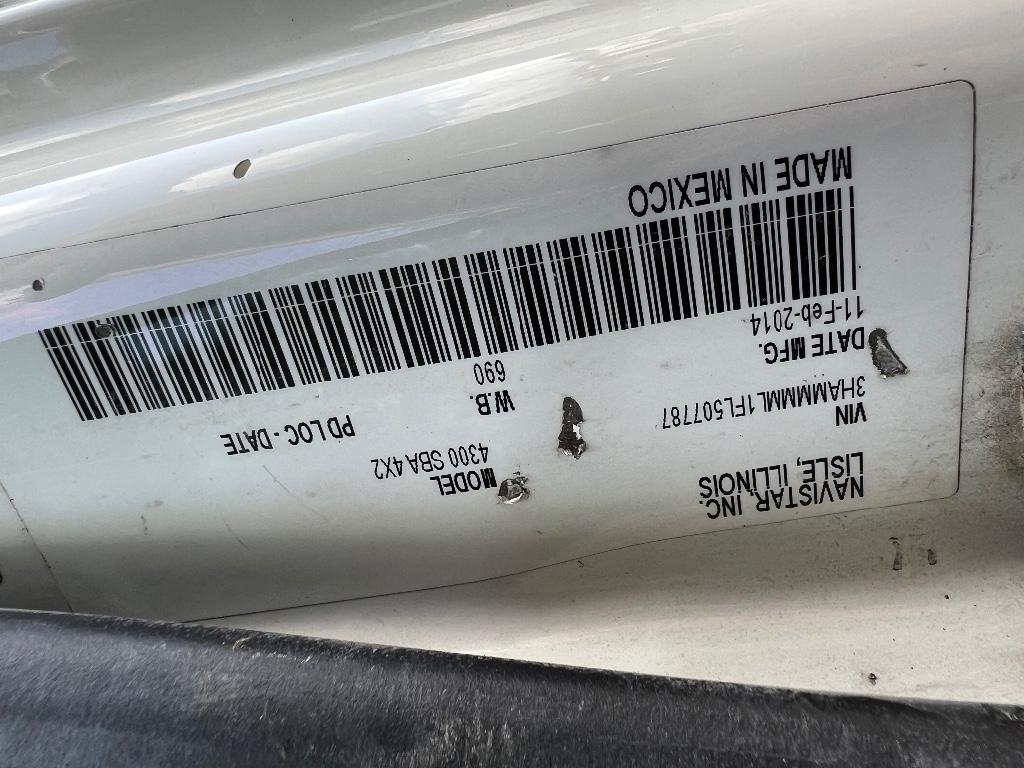 NAVISTAR, INC.
LISLE, ILLINOIS
VIN
3HAMMMML1FL507787
DATE MFG.
11-Feb-2014
MODEL
4300 SBA 4X2
W.B.
690
PD LOC - DATE
MADE IN MEXICO